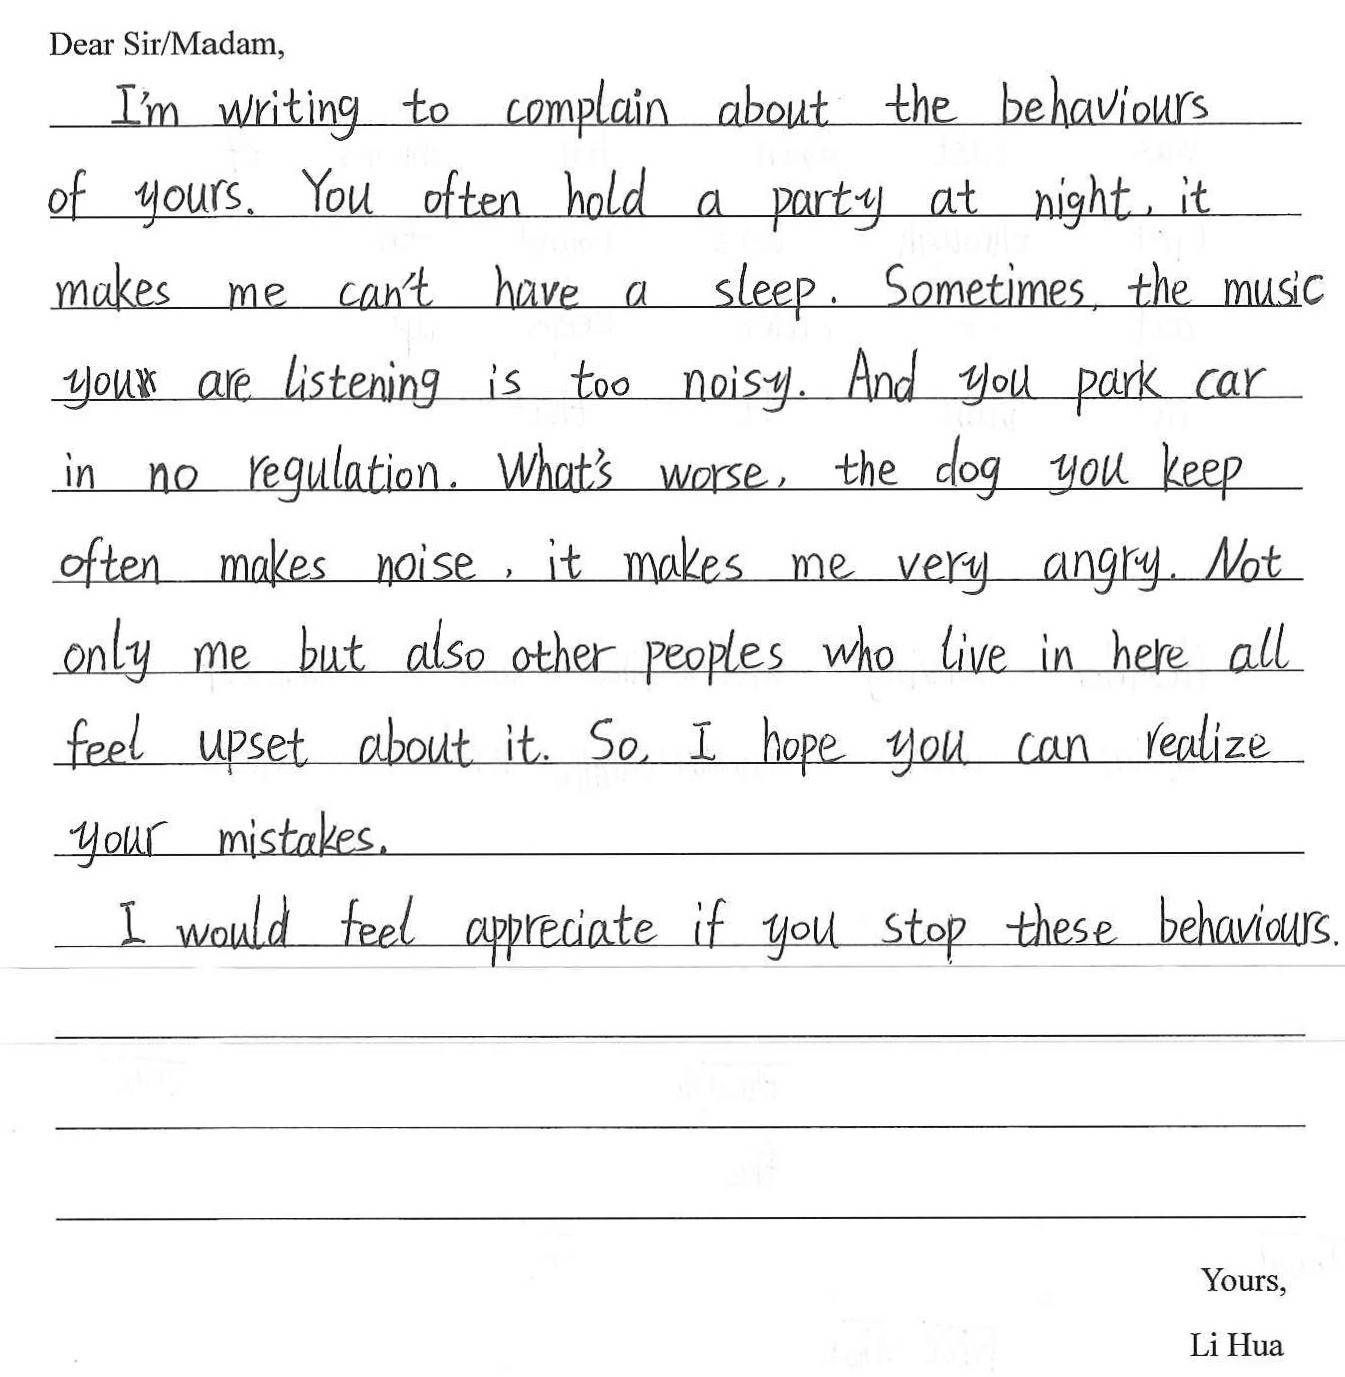 Dear Sir/Madam,
I'm writing to complain about the behaviours
of yours. You often hold a party at night, it
makes me can't have a sleep. Sometimes, the music
you are listening is too noisy. And you park car
in no regulation. What's worse, the dog you keep
often makes noise, it makes me very angry. Not
only me but also other peoples who live in here all
feel upset about it. So, I hope you can realize
your mistakes.
I would feel appreciate if you stop these behaviours.
Yours,
Li Hua